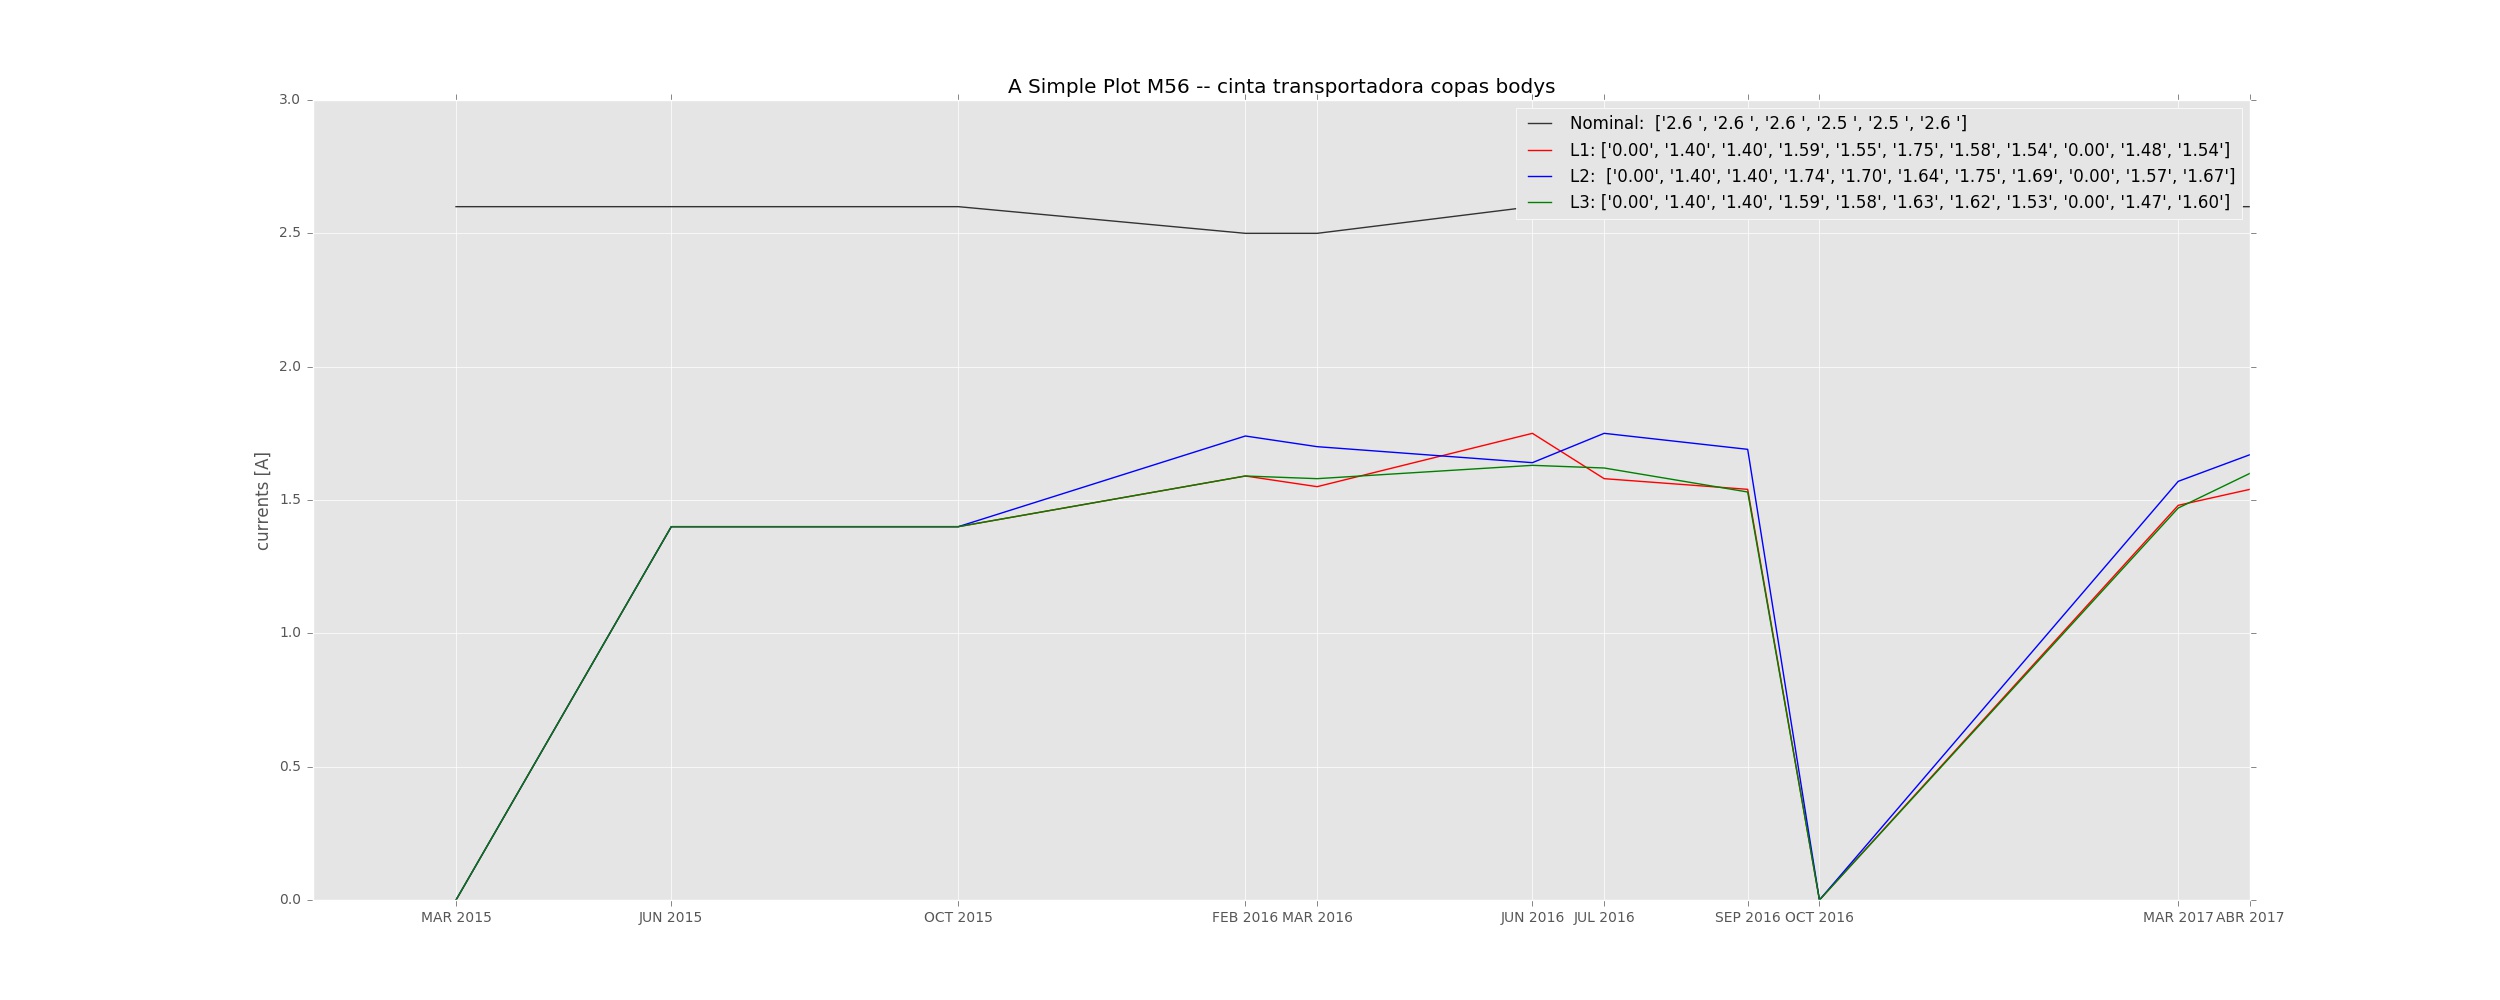 A Simple Plot M56 -- cinta transportadora copas bodys
Nominal:  ['2.6 ', '2.6 ', '2.6 ', '2.5 ', '2.5 ', '2.6 ']
L1: ['0.00', '1.40', '1.40', '1.59', '1.55', '1.75', '1.58', '1.54', '0.00', '1.48', '1.54']
L2:  ['0.00', '1.40', '1.40', '1.74', '1.70', '1.64', '1.75', '1.69', '0.00', '1.57', '1.67']
L3: ['0.00', '1.40', '1.40', '1.59', '1.58', '1.63', '1.62', '1.53', '0.00', '1.47', '1.60']
currents [A]
3.0
2.5
2.0
1.5
1.0
0.5
0.0
MAR 2015 JUN 2015 OCT 2015 FEB 2016 MAR 2016 JUN 2016 JUL 2016 SEP 2016 OCT 2016 MAR 2017 ABR 2017